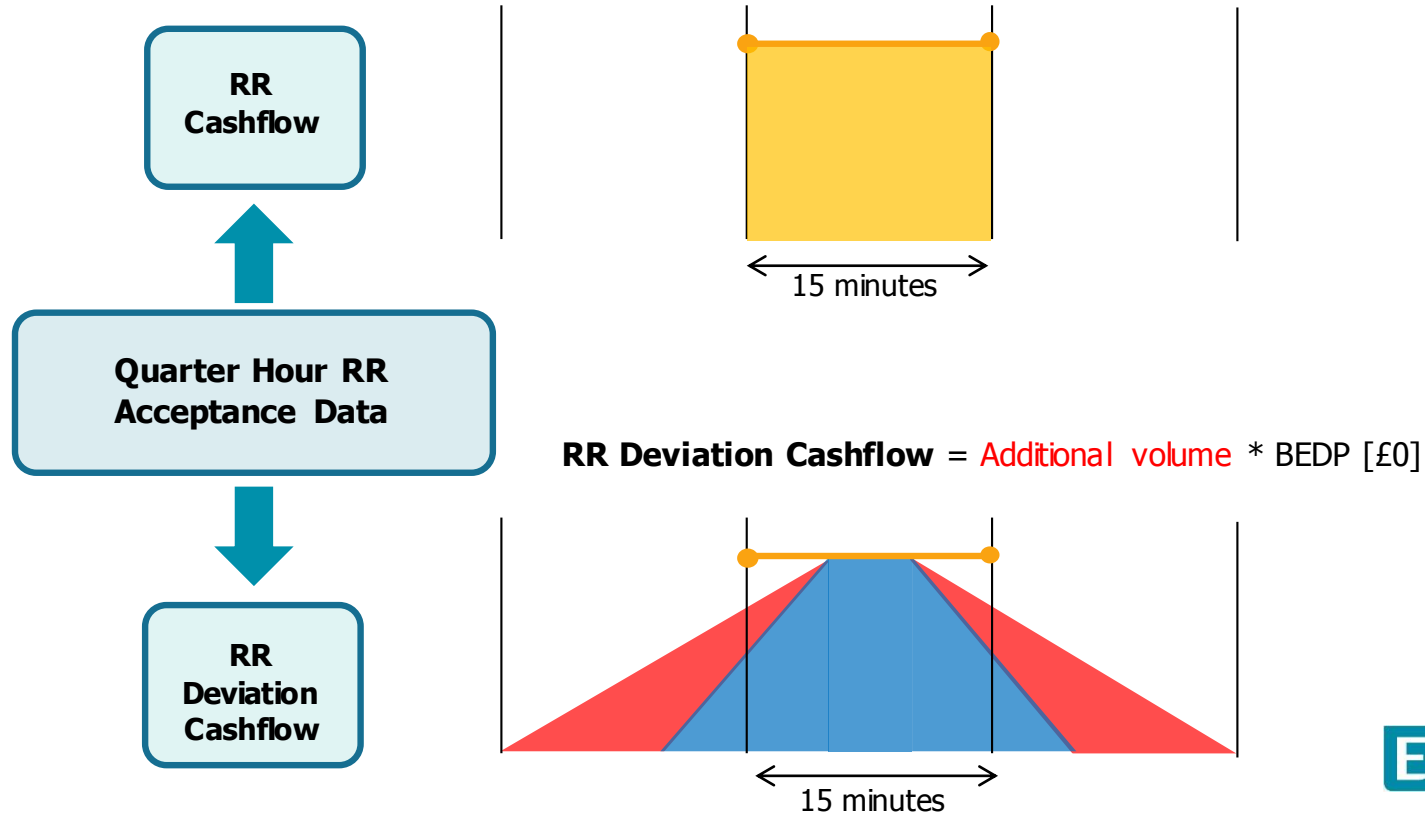 RR
Cashflow
15 minutes
Quarter Hour RR
Acceptance Data
RR Deviation Cashflow = Additional volume * BEDP [£0]
RR
Deviation
Cashflow
15 minutes
E